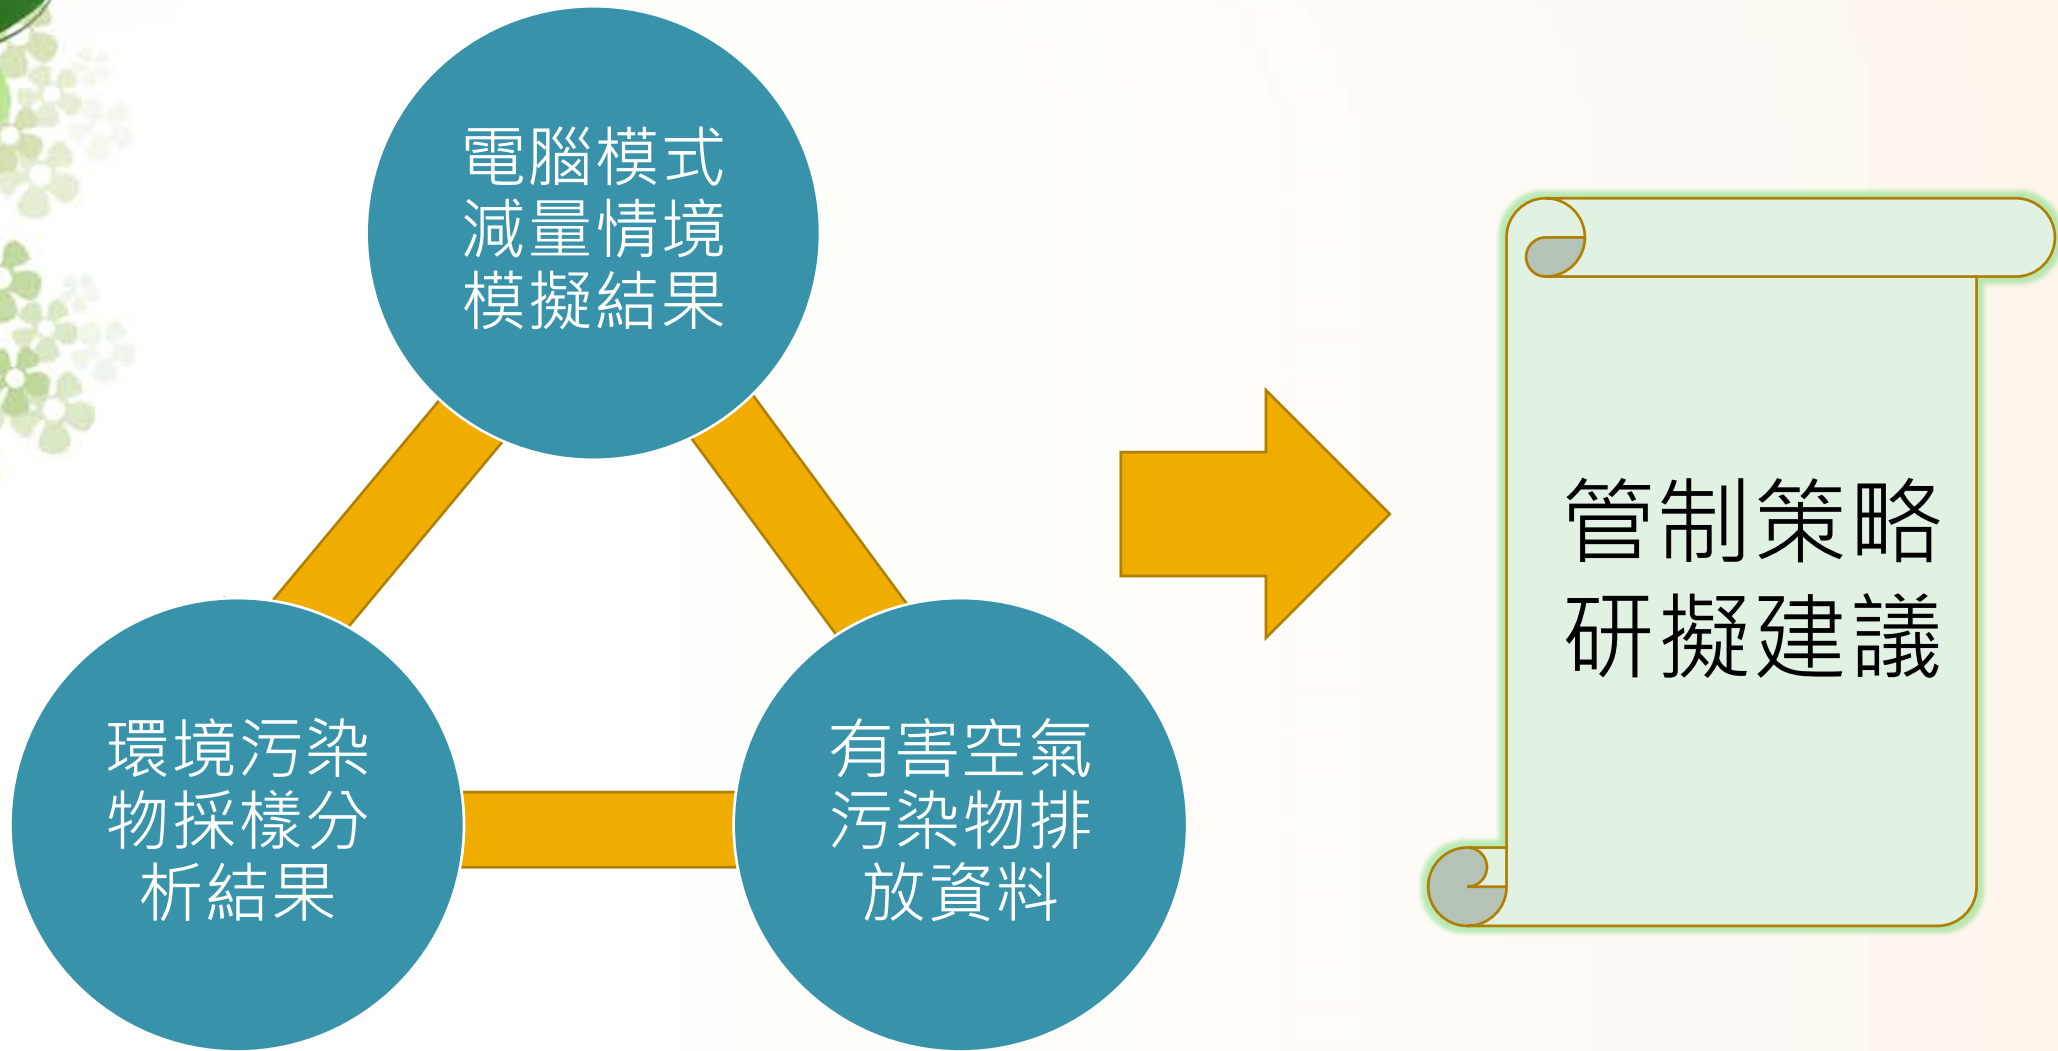 電腦模式
減量情境
模擬結果
環境污染
物採樣分
析結果
有害空氣
污染物排
放資料
管制策略
研擬建議